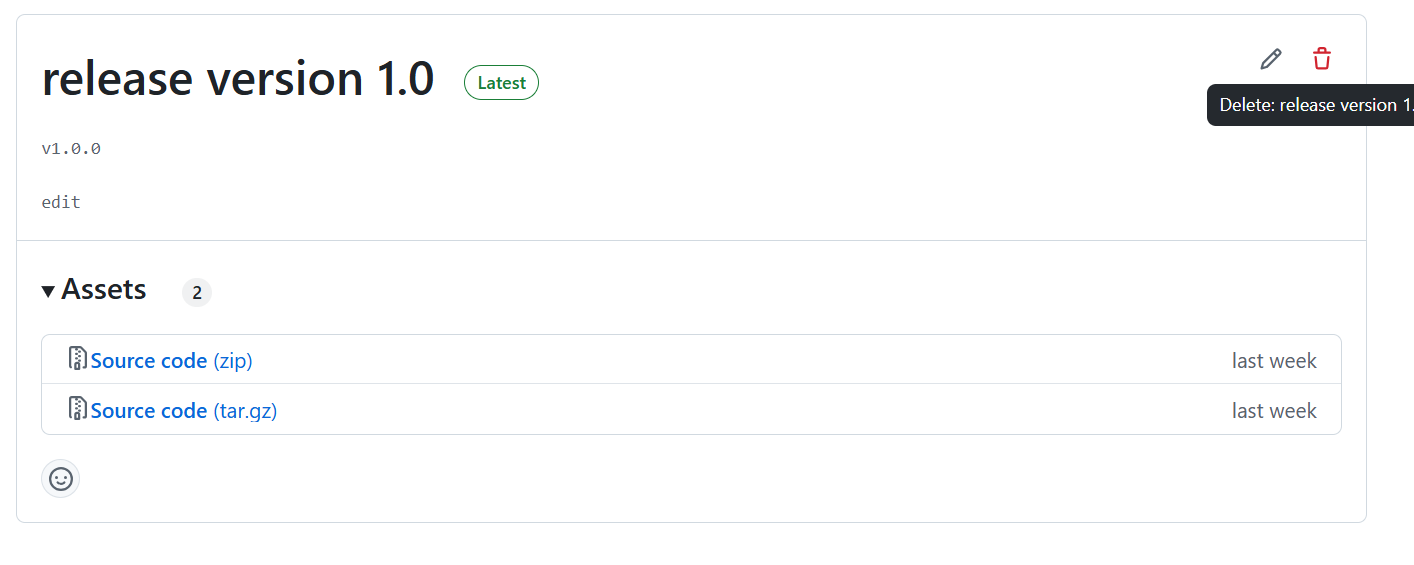 release version 1.0 Latest
Delete: release version 1.
v1.0.0
edit
Assets 2
Source code (zip) last week
Source code (tar.gz) last week